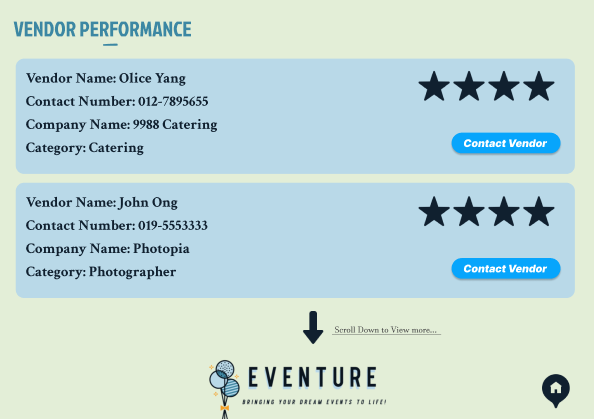 VENDOR PERFORMANCE
Vendor Name: Olice Yang
Contact Number: 012-7895655
Company Name: 9988 Catering
Category: Catering
Contact Vendor
Vendor Name: John Ong
Contact Number: 019-5553333
Company Name: Photopia
Category: Photographer
Contact Vendor
Scroll Down to View more...
EVENTURE
BRINGING YOUR DREAM EVENTS TO LIFE!